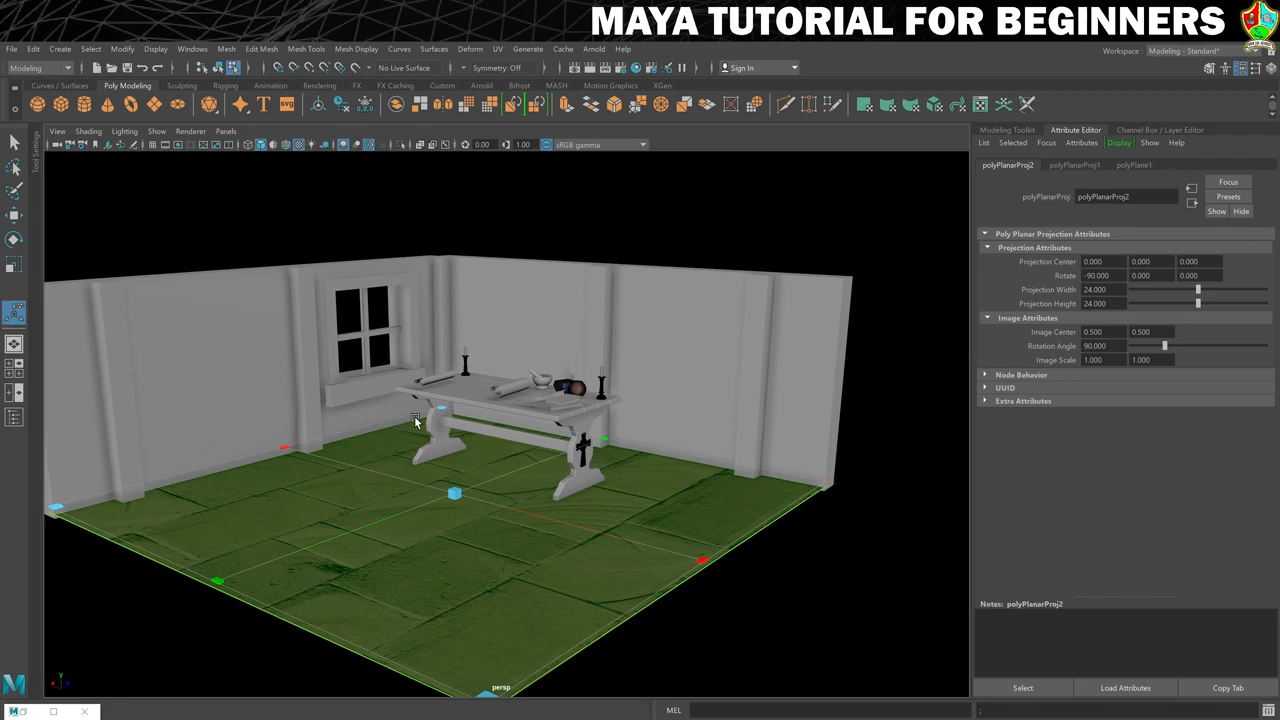 MAYA TUTORIAL FOR BEGINNERS
File Edit Create Select Modify Display Windows Mesh Edit Mesh Mesh Tools Mesh Display Curves Surfaces Deform UV Generate Cache Arnold Help
Workspace : Modeling - Standard*
Modeling No Live Surface Symmetry: Off Sign In
Curves / Surfaces Poly Modeling Sculpting Rigging Animation Rendering FX FX Caching Custom Arnold Bifrost MASH Motion Graphics XGen
SVG
Tool Settings
View Shading Lighting Show Renderer Panels
0.00 1.00 sRGB gamma
Modeling Toolkit Attribute Editor Channel Box / Layer Editor
List Selected Focus Attributes Display Show Help
polyPlanarProj2 polyPlanarProj1 polyPlane1
Focus
polyPlanarProj: polyPlanarProj2 Presets
Show Hide
Poly Planar Projection Attributes
Projection Attributes
Projection Center 0.000 0.000 0.000
Rotate -90.000 0.000 0.000
Projection Width 24.000
Projection Height 24.000
Image Attributes
Image Center 0.500 0.500
Rotation Angle 90.000
Image Scale 1.000 1.000
Node Behavior
UUID
Extra Attributes
Notes: polyPlanarProj2
Select Load Attributes Copy Tab
y
persp
MEL